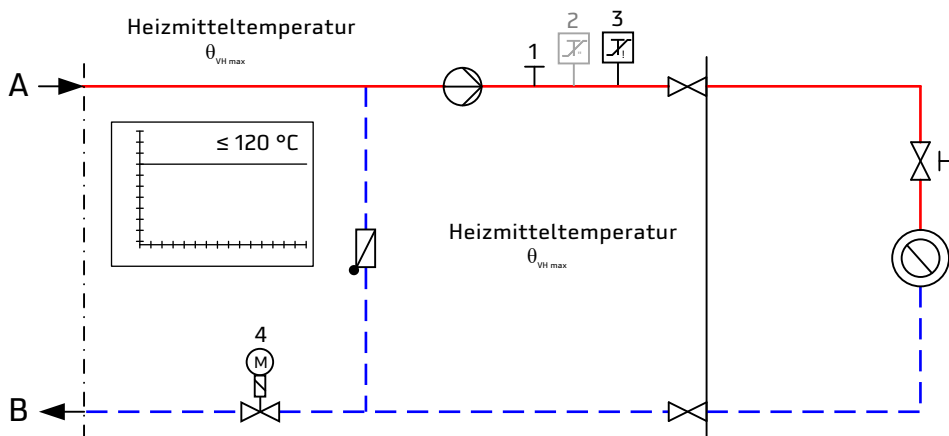 Heizmitteltemperatur
θVH max
1
2
3
A
≤ 120 °C
Heizmitteltemperatur
θVH max
4
M
B